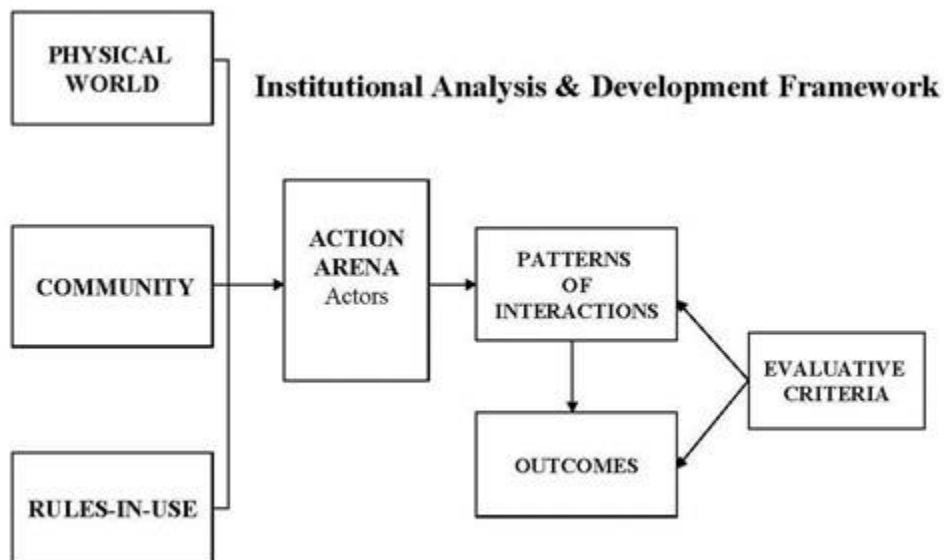 PHYSICAL
WORLD
Institutional Analysis & Development Framework
COMMUNITY
ACTION
ARENA
Actors
PATTERNS
OF
INTERACTIONS
EVALUATIVE
CRITERIA
OUTCOMES
RULES-IN-USE